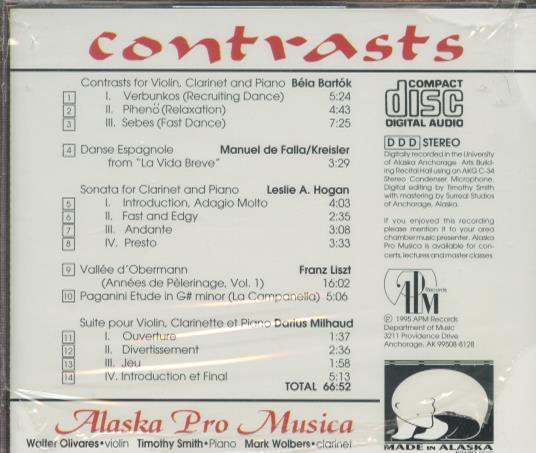 contrasts
Contrasts for Violin, Clarinet and Piano Béla Bartók
1 I. Verbunkos (Recruiting Dance) 5:24
2 II. Pihenő (Relaxation) 4:43
3 III. Sebes (Fast Dance) 7:25
4 Danse Espagnole Manuel de Falla/Kreisler
from "La Vida Breve" 3:29
Sonata for Clarinet and Piano Leslie A. Hogan
5 I. Introduction, Adagio Molto 4:03
6 II. Fast and Edgy 2:35
7 III. Andante 3:08
8 IV. Presto 3:33
9 Vallée d'Obermann Franz Liszt
(Années de Pèlerinage, Vol. 1) 16:02
10 Paganini Etude in G# minor (La Campanella) 5:06
Suite pour Violin, Clarinette et Piano Darius Milhaud
11 I. Ouverture 1:37
12 II. Divertissement 2:36
13 III. Jeu 1:58
14 IV. Introduction et Final 5:13
TOTAL 66:52
Alaska Pro Musica
Walter Olivares • violin Timothy Smith • Piano Mark Wolbers • clarinet
COMPACT
disc
DIGITAL AUDIO
DDD STEREO
Digitally recorded in the University
of Alaska Anchorage Arts Build-
ing Recital Hall using an AKG C-34
Stereo Condenser Microphone.
Digital editing by Timothy Smith
with mastering by Surreal Studios
of Anchorage, Alaska.
If you enjoyed this recording
please mention it to your area
chamber music presenter. Alaska
Pro Musica is available for con-
certs, lectures and master classes.
APM Records
℗ 1995 APM Records
Department of Music
3211 Providence Drive
Anchorage, AK 99508-8128
MADE IN ALASKA